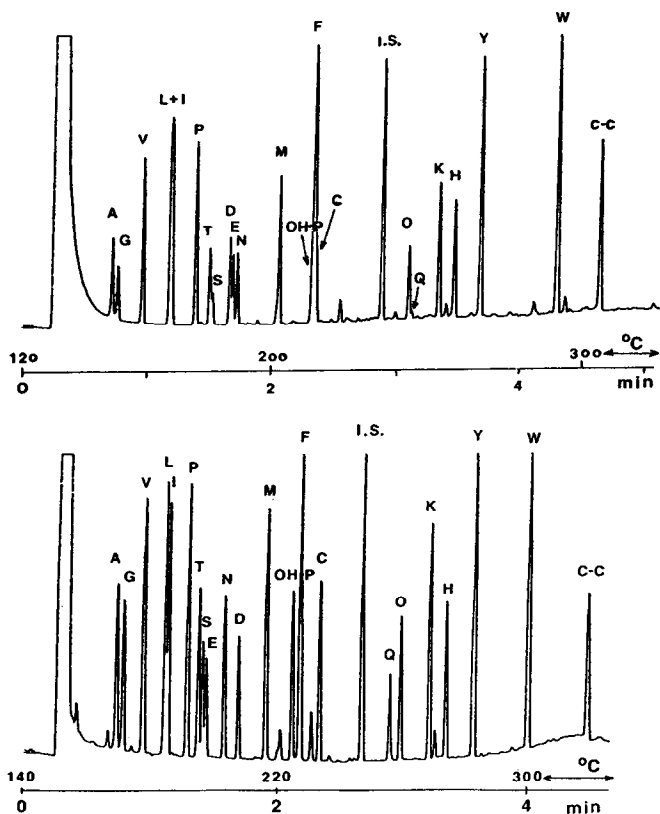 F
I.S.
Y
W
L+I
C-C
V
P
M
K
H
C
A
G
D
OH-P
O
T
E
N
S
Q
120
200
300
°C
0
2
4
min
F
I.S.
Y
W
L
P
V
I
M
K
A
G
T
N
OH-P
C
C-C
S
D
O
H
E
Q
140
220
300
°C
0
2
4
min